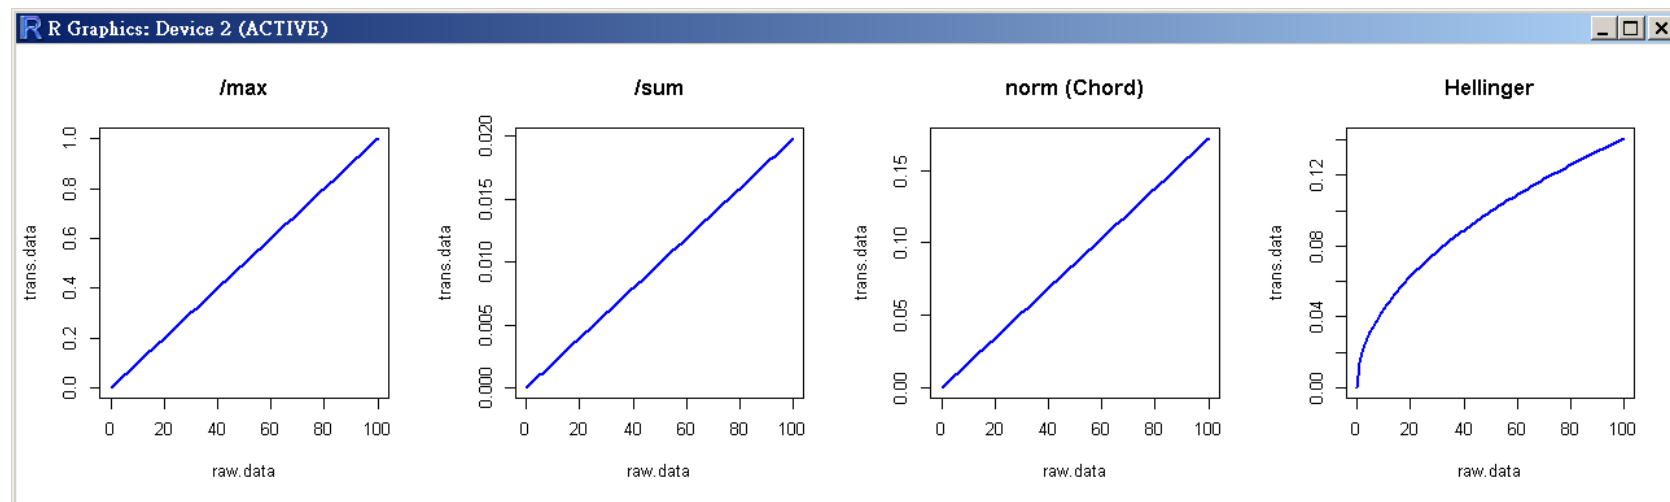 R Graphics: Device 2 (ACTIVE)
/max
trans.data
0.0 0.2 0.4 0.6 0.8 1.0
0 20 40 60 80 100
raw.data
/sum
trans.data
0.000 0.005 0.010 0.015 0.020
0 20 40 60 80 100
raw.data
norm (Chord)
trans.data
0.00 0.05 0.10 0.15
0 20 40 60 80 100
raw.data
Hellinger
trans.data
0.00 0.04 0.08 0.12
0 20 40 60 80 100
raw.data